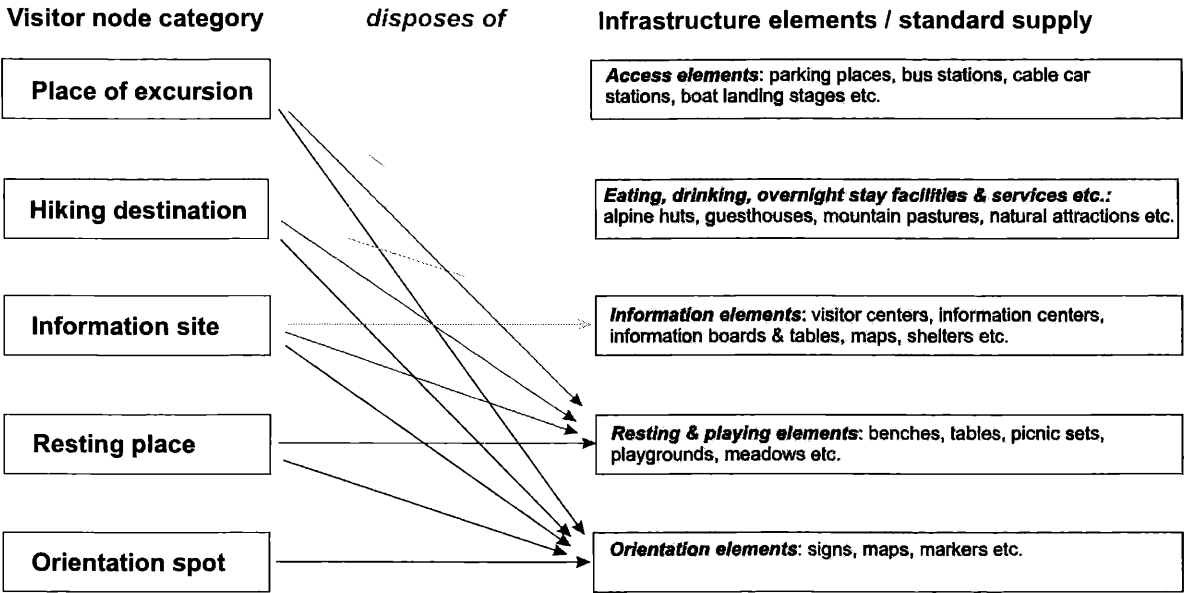 Visitor node category disposes of Infrastructure elements / standard supply
Place of excursion
Access elements: parking places, bus stations, cable car
stations, boat landing stages etc.
Hiking destination
Eating, drinking, overnight stay facilities & services etc.:
alpine huts, guesthouses, mountain pastures, natural attractions etc.
Information site
Information elements: visitor centers, information centers,
information boards & tables, maps, shelters etc.
Resting place
Resting & playing elements: benches, tables, picnic sets,
playgrounds, meadows etc.
Orientation spot
Orientation elements: signs, maps, markers etc.